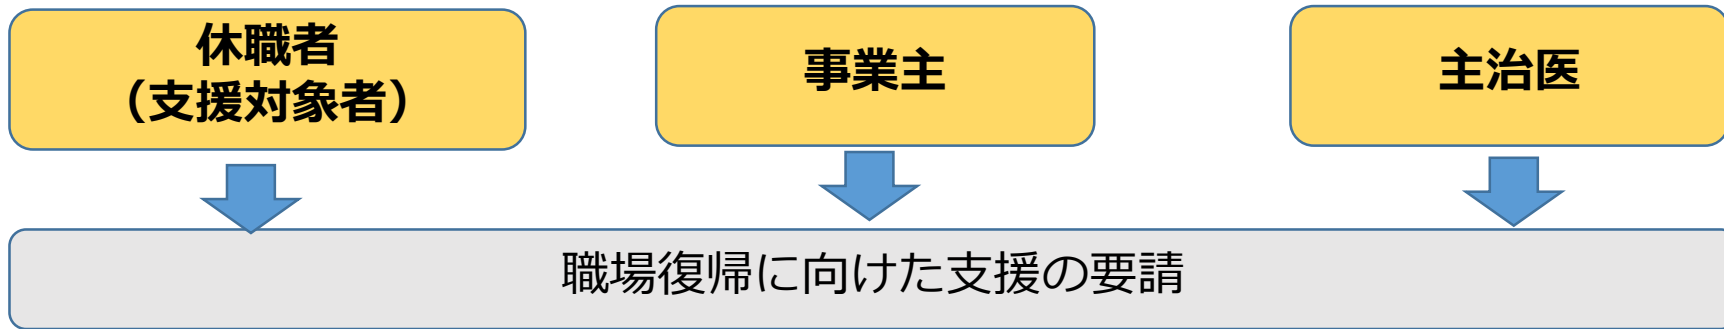 休職者
（支援対象者）
事業主
主治医
職場復帰に向けた支援の要請